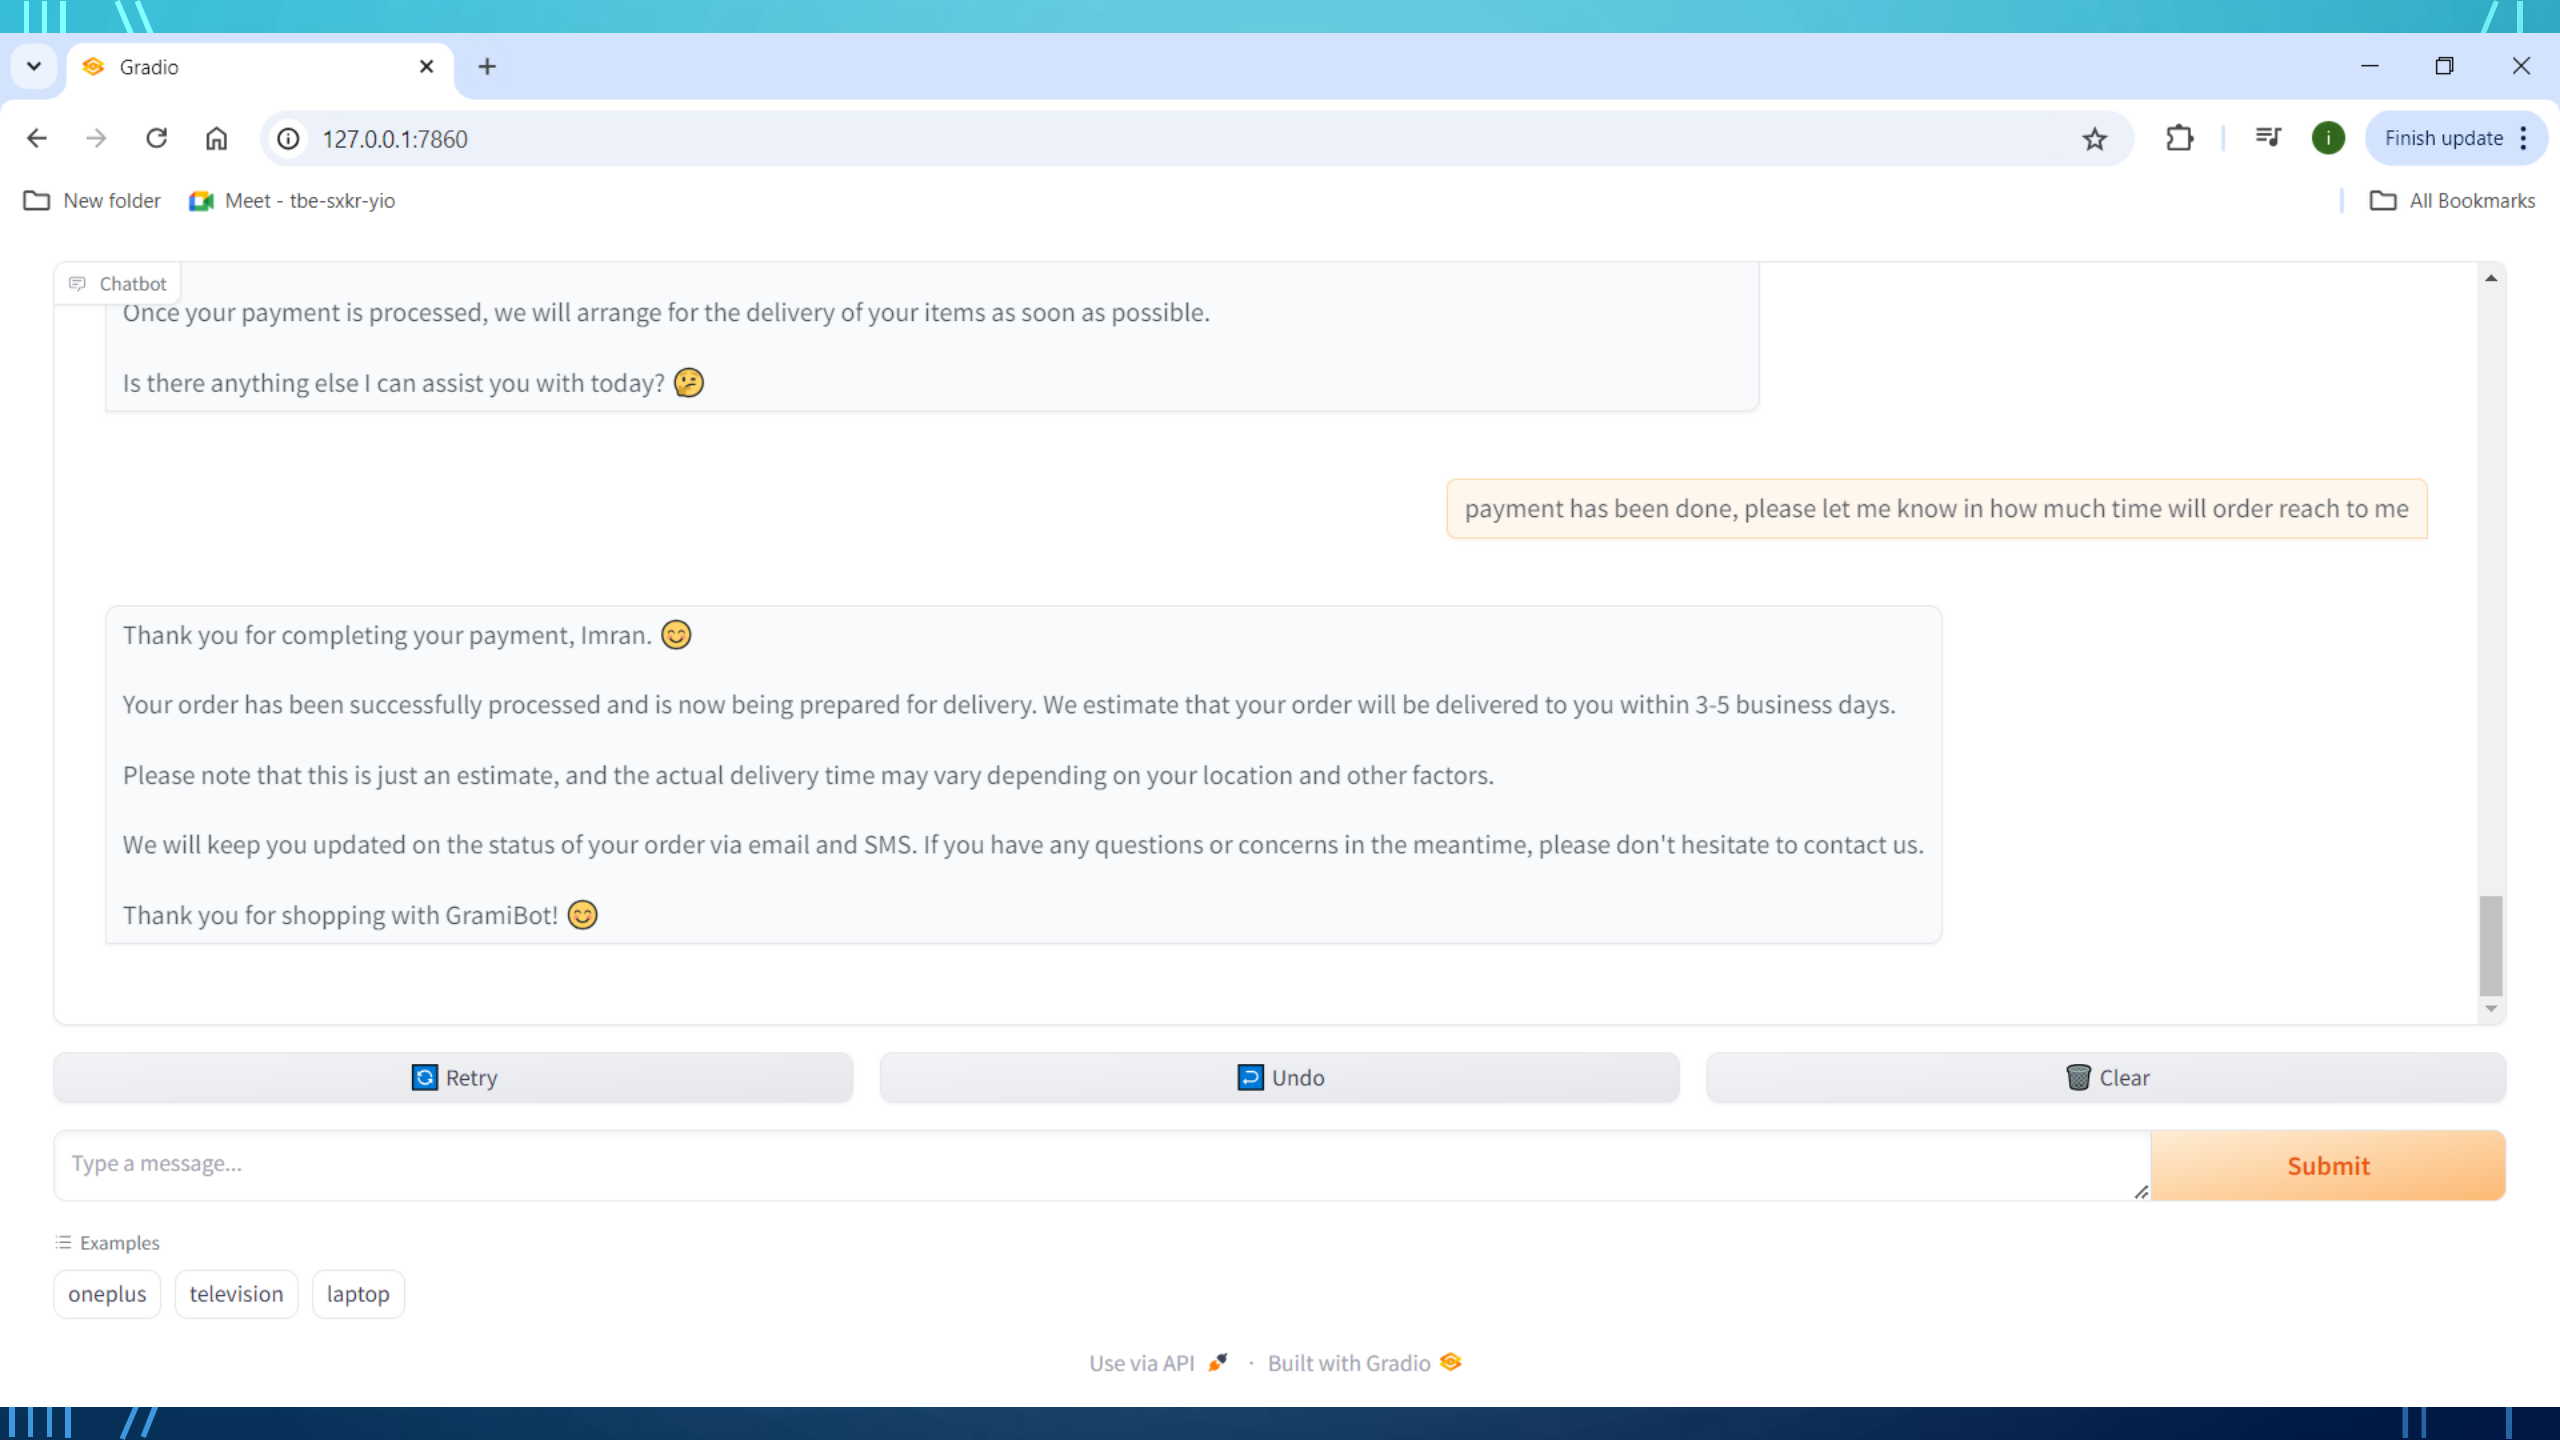 Gradio
127.0.0.1:7860
i
Finish update
New folder
Meet - tbe-sxkr-yio
All Bookmarks
Chatbot
Once your payment is processed, we will arrange for the delivery of your items as soon as possible.
Is there anything else I can assist you with today? 🤔
payment has been done, please let me know in how much time will order reach to me
Thank you for completing your payment, Imran. 😊
Your order has been successfully processed and is now being prepared for delivery. We estimate that your order will be delivered to you within 3-5 business days.
Please note that this is just an estimate, and the actual delivery time may vary depending on your location and other factors.
We will keep you updated on the status of your order via email and SMS. If you have any questions or concerns in the meantime, please don't hesitate to contact us.
Thank you for shopping with GramiBot! 😊
Retry
Undo
Clear
Type a message...
Submit
Examples
oneplus
television
laptop
Use via API
· Built with Gradio